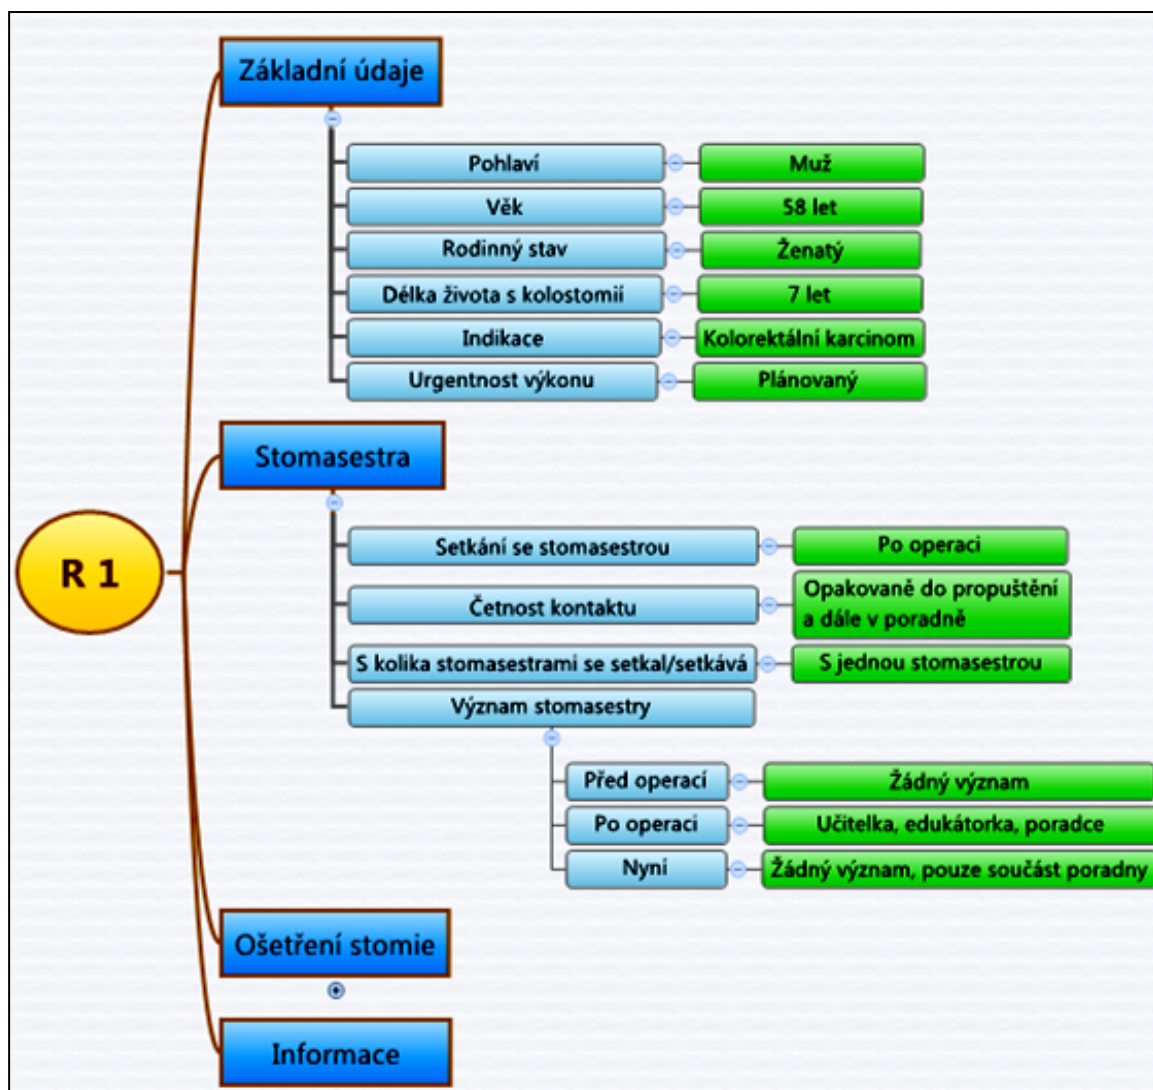 Základní údaje
Pohlaví Muž
Věk 58 let
Rodinný stav Ženatý
Délka života s kolostomií 7 let
Indikace Kolorektální karcinom
Urgentnost výkonu Plánovaný
Stomasestra
R 1
Setkání se stomasestrou Po operaci
Četnost kontaktu Opakovaně do propuštění
a dále v poradně
S kolika stomasestrami se setkal/setkává S jednou stomasestrou
Význam stomasestry
Před operací Žádný význam
Po operaci Učitelka, edukátorka, poradce
Nyní Žádný význam, pouze součást poradny
Ošetření stomie
Informace